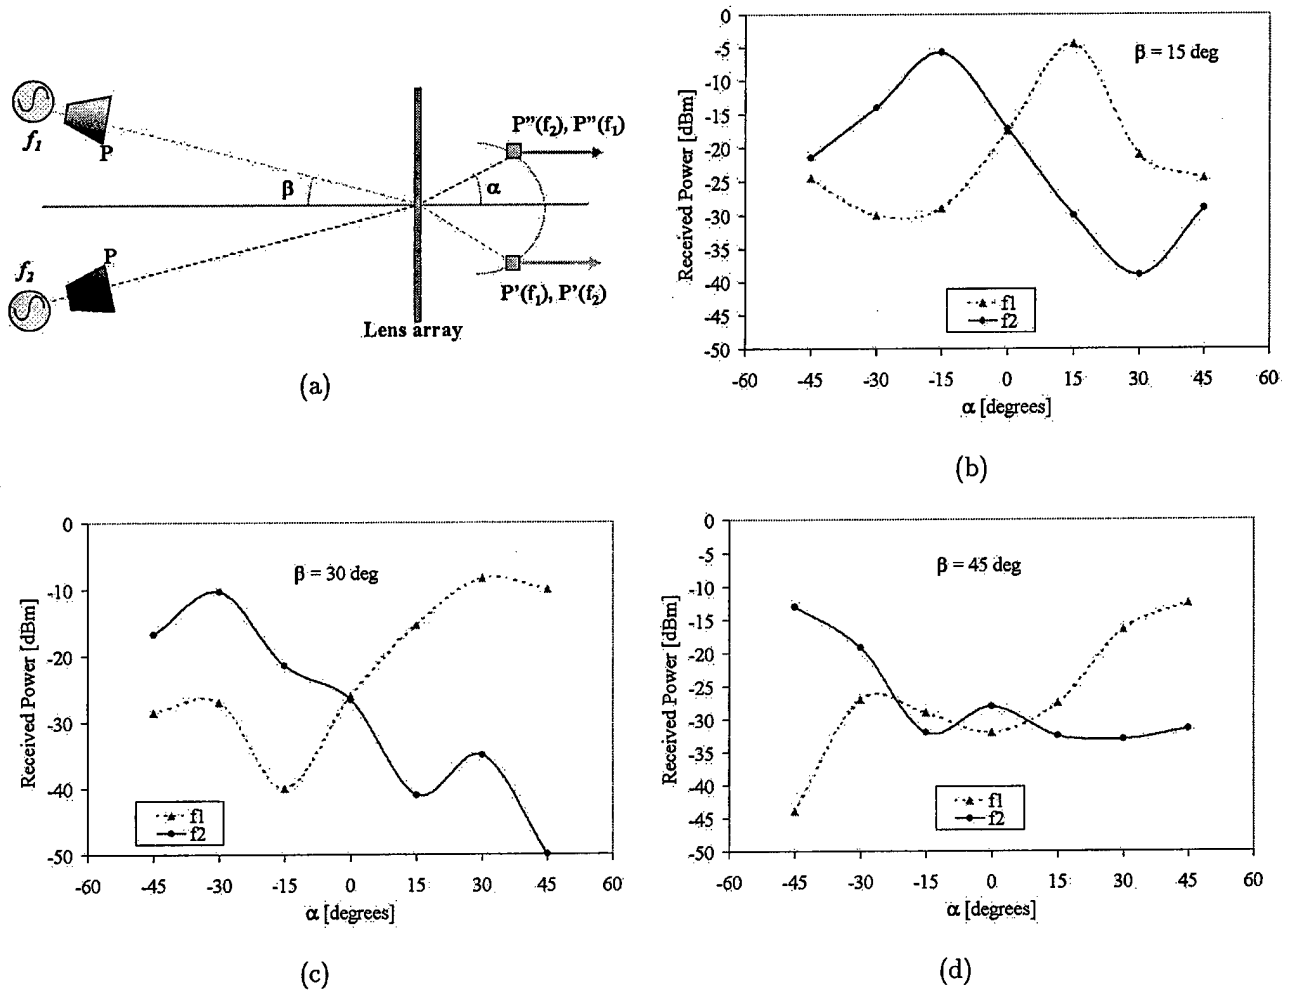 f1
P
β
α
P''(f2), P''(f1)
f2
P
P'(f1), P'(f2)
Lens array
(a)
Received Power [dBm]
0
-5
-10
-15
-20
-25
-30
-35
-40
-45
-50
β = 15 deg
f1
f2
-60 -45 -30 -15 0 15 30 45 60
α [degrees]
(b)
Received Power [dBm]
0
-10
-20
-30
-40
-50
β = 30 deg
f1
f2
-60 -45 -30 -15 0 15 30 45 60
α [degrees]
(c)
Received Power [dBm]
0
-5
-10
-15
-20
-25
-30
-35
-40
-45
-50
β = 45 deg
f1
f2
-60 -45 -30 -15 0 15 30 45 60
α [degrees]
(d)